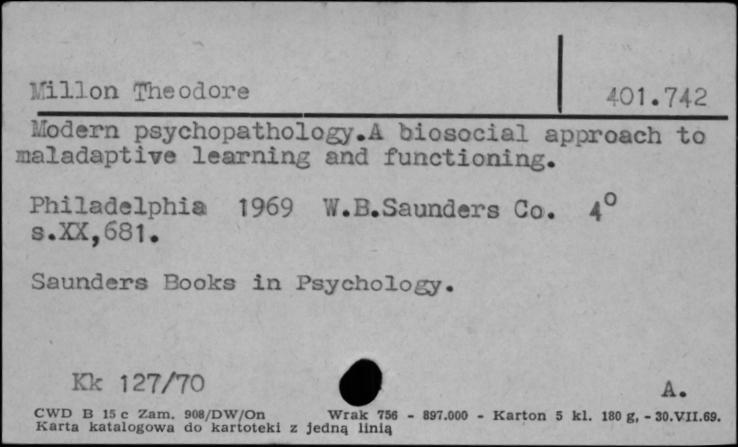 Millon Theodore 401.742
Modern psychopathology.A biosocial approach to
maladaptive learning and functioning.
Philadelphia 1969 W.B.Saunders Co. 4º
s.XX,681.
Saunders Books in Psychology.
Kk 127/70 A.
CWD B 15 c Zam. 908/DW/On Wrak 756 - 897.000 - Karton 5 kl. 180 g, - 30.VII.69.
Karta katalogowa do kartoteki z jedną linią